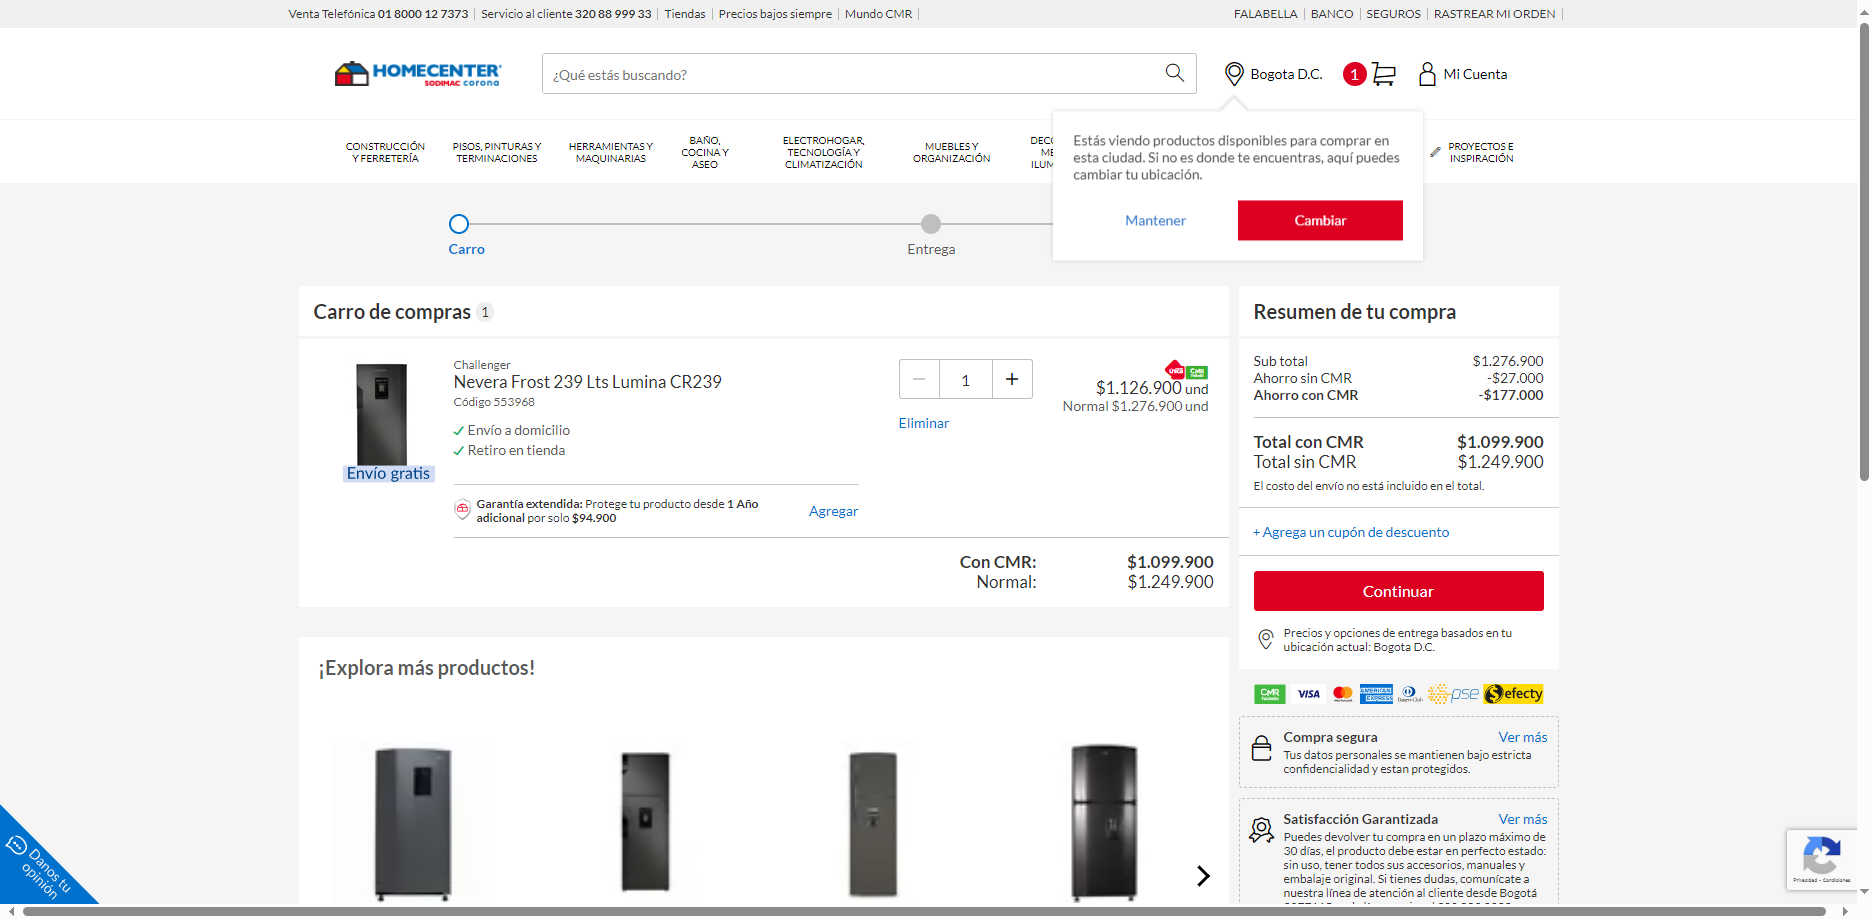 Venta Telefónica 01 8000 12 7373
Servicio al cliente 320 88 999 33
Tiendas
Precios bajos siempre
Mundo CMR
FALABELLA
BANCO
SEGUROS
RASTREAR MI ORDEN
HOMECENTER
SODIMAC corona
¿Qué estás buscando?
Bogota D.C.
1
Mi Cuenta
CONSTRUCCIÓN
Y FERRETERÍA
PISOS, PINTURAS Y
TERMINACIONES
HERRAMIENTAS Y
MAQUINARIAS
BAÑO,
COCINA Y
ASEO
ELECTROHOGAR,
TECNOLOGÍA Y
CLIMATIZACIÓN
MUEBLES Y
ORGANIZACIÓN
PROYECTOS E
INSPIRACIÓN
Estás viendo productos disponibles para comprar en
esta ciudad. Si no es donde te encuentras, aquí puedes
cambiar tu ubicación.
Mantener
Cambiar
Carro
Entrega
Carro de compras 1
Challenger
Nevera Frost 239 Lts Lumina CR239
Código 553968
Envío a domicilio
Retiro en tienda
Envío gratis
1
Eliminar
$1.126.900 und
Normal $1.276.900 und
Garantía extendida: Protege tu producto desde 1 Año
adicional por solo $94.900
Agregar
Con CMR: $1.099.900
Normal: $1.249.900
Resumen de tu compra
Sub total $1.276.900
Ahorro sin CMR -$27.000
Ahorro con CMR -$177.000
Total con CMR $1.099.900
Total sin CMR $1.249.900
El costo del envío no está incluido en el total.
+ Agrega un cupón de descuento
Continuar
Precios y opciones de entrega basados en tu
ubicación actual: Bogota D.C.
CMR VISA AMERICAN EXPRESS pse efecty
Compra segura Ver más
Tus datos personales se mantienen bajo estricta
confidencialidad y estan protegidos.
Satisfacción Garantizada Ver más
Puedes devolver tu compra en un plazo máximo de
30 días, el producto debe estar en perfecto estado:
sin uso, tener todos sus accesorios, manuales y
embalaje original. Si tienes dudas, comunícate a
nuestra línea de atención al cliente desde Bogotá
¡Explora más productos!
Danos tu
opinión
Privacidad - Condiciones